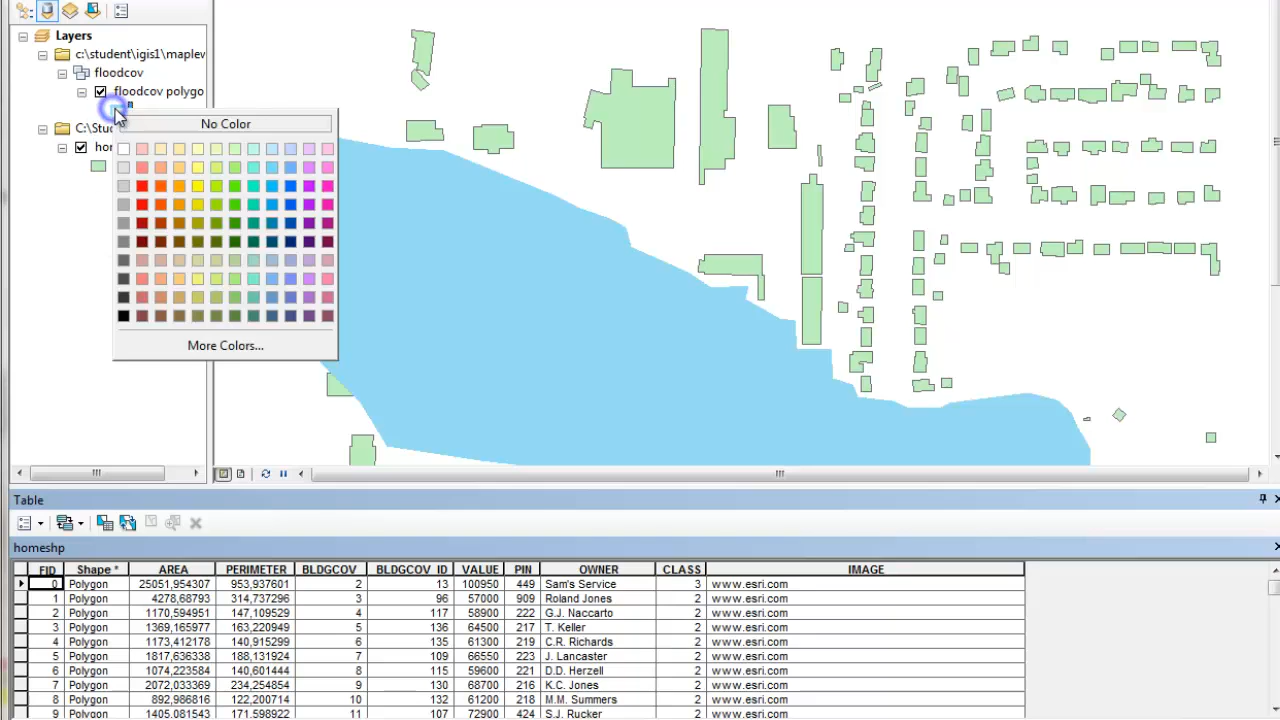 Layers
c:\student\igis1\maplev
floodcov
floodcov polygo
C:\Stu
hor
No Color
More Colors...
Table
homeshp
FID Shape * AREA PERIMETER BLDGCOV BLDGCOV ID VALUE PIN OWNER CLASS IMAGE
0 Polygon 25051,954307 953,937601 2 13 100950 449 Sam's Service 3 www.esri.com
1 Polygon 4278,68793 314,737296 3 96 57000 909 Roland Jones 2 www.esri.com
2 Polygon 1170,594951 147,109529 4 117 58900 222 G.J. Naccarto 2 www.esri.com
3 Polygon 1369,165977 163,220949 5 136 64500 217 T. Keller 2 www.esri.com
4 Polygon 1173,412178 140,915299 6 135 61300 219 C.R. Richards 2 www.esri.com
5 Polygon 1817,636338 188,131924 7 109 66550 223 J. Lancaster 2 www.esri.com
6 Polygon 1074,223584 140,601444 8 115 59600 221 D.D. Herzell 2 www.esri.com
7 Polygon 2072,033369 234,254854 9 130 68700 216 K.C. Jones 2 www.esri.com
8 Polygon 892,986816 122,200714 10 132 61200 218 M.M. Summers 2 www.esri.com
9 Polygon 1405,081543 171,598922 11 107 72900 424 S.J. Rucker 2 www.esri.com